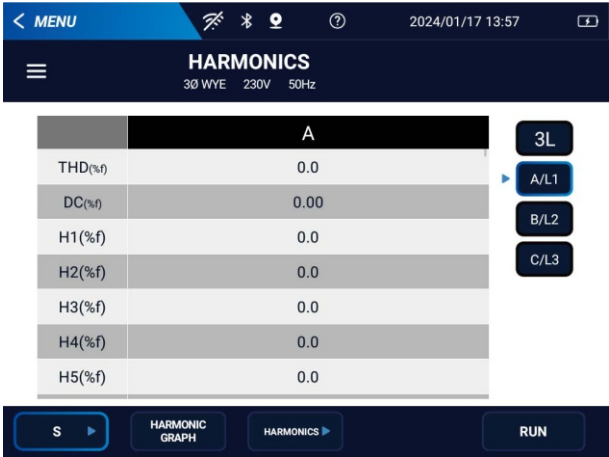 MENU
2024/01/17 13:57
HARMONICS
3Ø WYE 230V 50Hz
A
THD(%f) 0.0
DC(%f) 0.00
H1(%f) 0.0
H2(%f) 0.0
H3(%f) 0.0
H4(%f) 0.0
H5(%f) 0.0
3L
A/L1
B/L2
C/L3
S
HARMONIC
GRAPH
HARMONICS
RUN